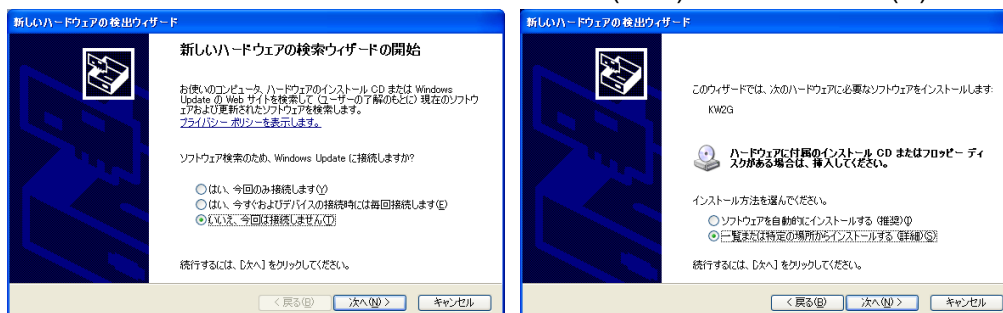 新しいハードウェアの検出ウィザード
新しいハードウェアの検索ウィザードの開始
お使いのコンピュータ、ハードウェアのインストール CD または Windows
Update の Web サイトを検索して (ユーザーの了解のもとに) 現在のソフトウ
ェアおよび更新されたソフトウェアを検索します。
プライバシー ポリシーを表示します。
ソフトウェア検索のため、Windows Update に接続しますか?
はい、今回のみ接続します(Y)
はい、今すぐおよびデバイスの接続時には毎回接続します(E)
いいえ、今回は接続しません(T)
続行するには、[次へ] をクリックしてください。
< 戻る(B)
次へ(N) >
キャンセル
新しいハードウェアの検出ウィザード
このウィザードでは、次のハードウェアに必要なソフトウェアをインストールします:
KW2G
ハードウェアに付属のインストール CD またはフロッピー ディ
スクがある場合は、挿入してください。
インストール方法を選んでください。
ソフトウェアを自動的にインストールする (推奨)(I)
一覧または特定の場所からインストールする (詳細)(S)
続行するには、[次へ] をクリックしてください。
< 戻る(B)
次へ(N) >
キャンセル